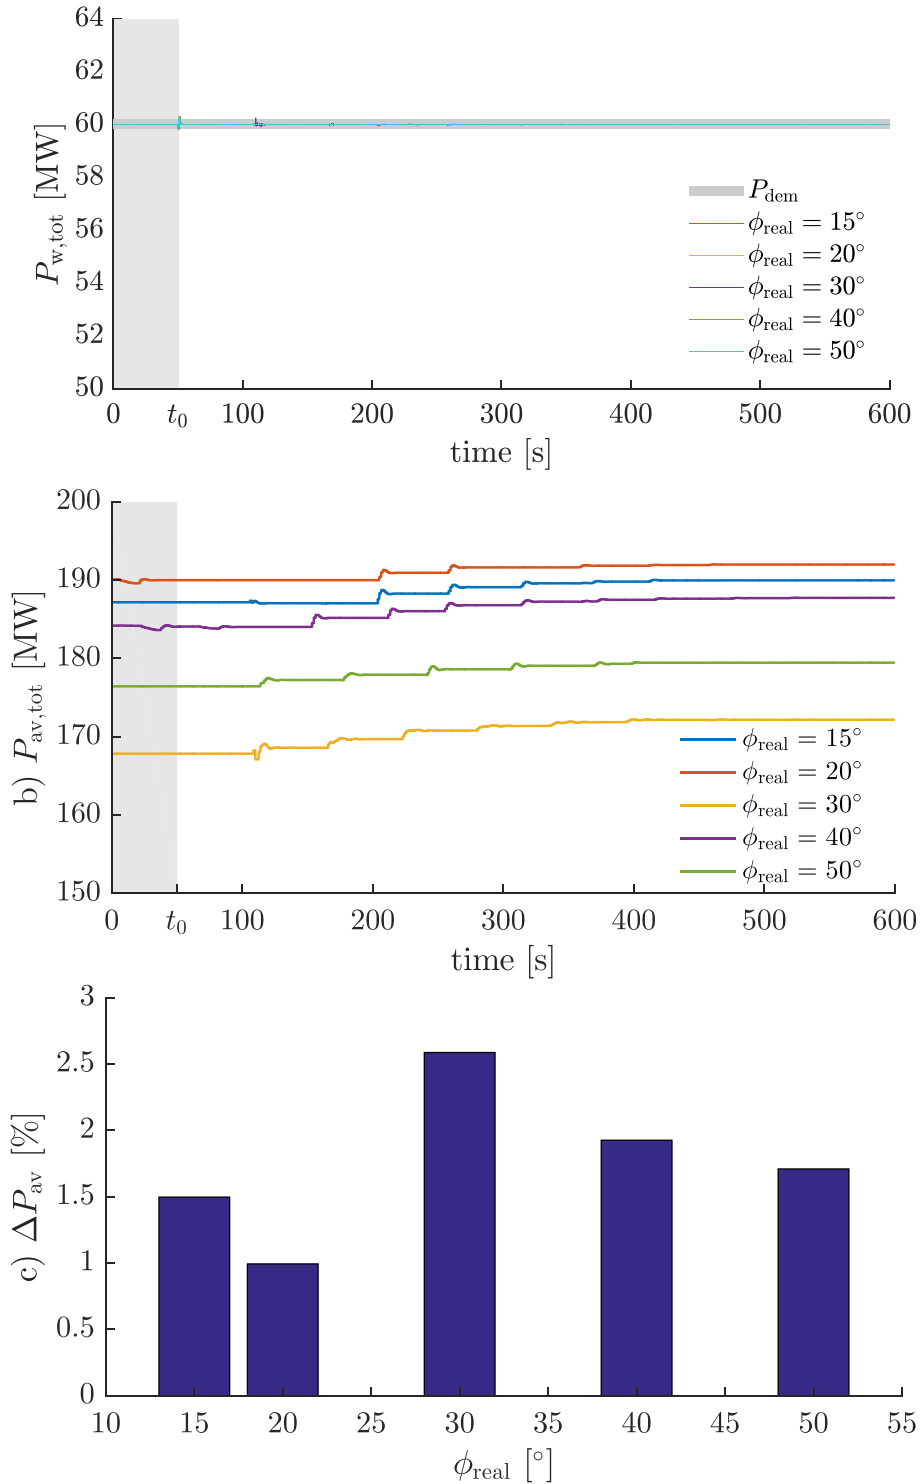 64
62
60
58
56
54
52
50
P_w,tot [MW]
P_dem
ϕ_real = 15°
ϕ_real = 20°
ϕ_real = 30°
ϕ_real = 40°
ϕ_real = 50°
0 t_0 100 200 300 400 500 600
time [s]
200
190
180
170
160
150
b) P_av,tot [MW]
ϕ_real = 15°
ϕ_real = 20°
ϕ_real = 30°
ϕ_real = 40°
ϕ_real = 50°
0 t_0 100 200 300 400 500 600
time [s]
3
2.5
2
1.5
1
0.5
0
c) ΔP_av [%]
10 15 20 25 30 35 40 45 50 55
ϕ_real [°]